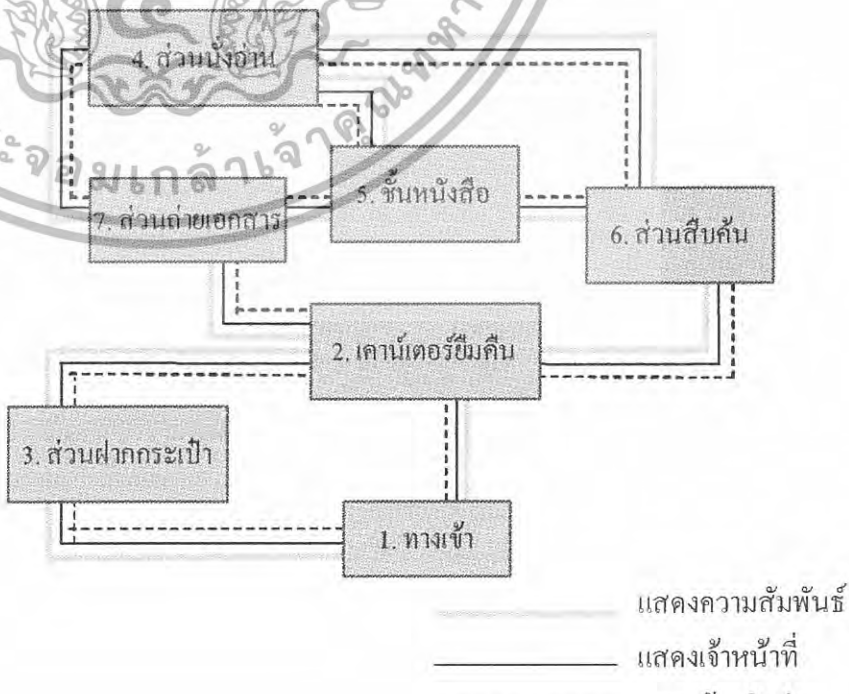 4. ส่วนนั่งอ่าน
5. ชั้นหนังสือ
7. ส่วนถ่ายเอกสาร
6. ส่วนสืบค้น
2. เคาน์เตอร์ยืมคืน
3. ส่วนฝากกระเป๋า
1. ทางเข้า
แสดงความสัมพันธ์
แสดงเจ้าหน้าที่